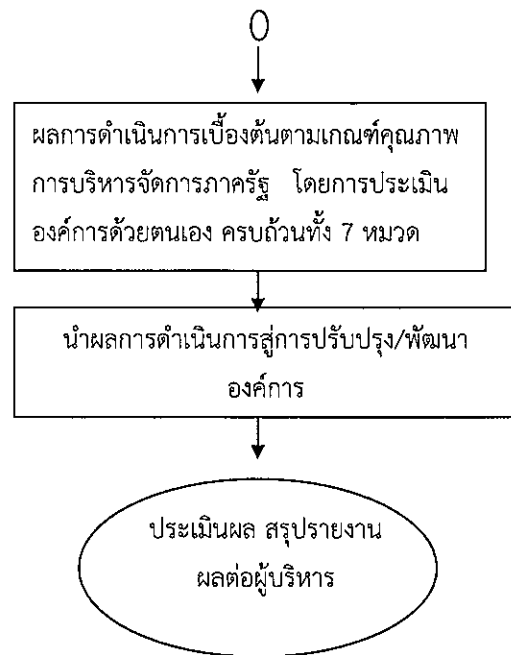 ผลการดำเนินการเบื้องต้นตามเกณฑ์คุณภาพ
การบริหารจัดการภาครัฐ โดยการประเมิน
องค์การด้วยตนเอง ครบถ้วนทั้ง 7 หมวด
นำผลการดำเนินการสู่การปรับปรุง/พัฒนา
องค์การ
ประเมินผล สรุปรายงาน
ผลต่อผู้บริหาร